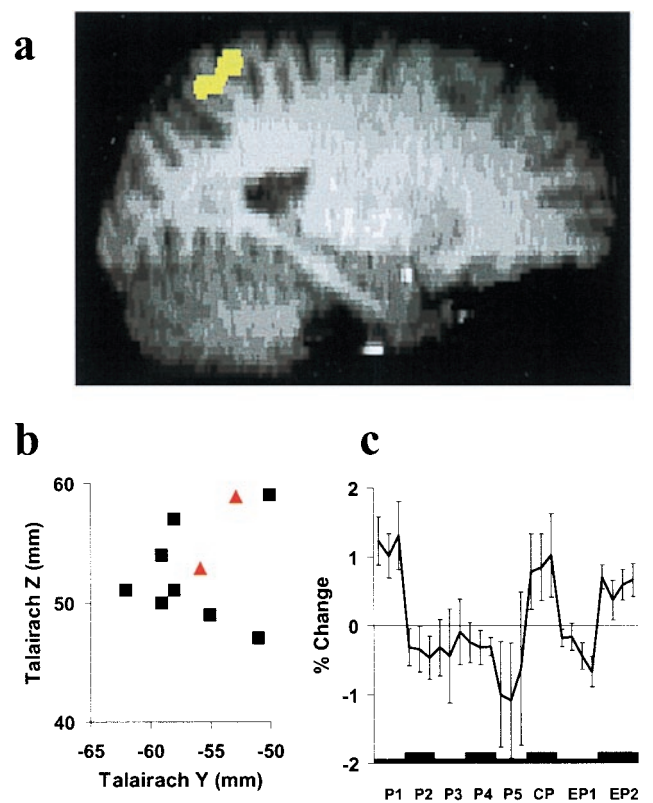 a
b
c
60
50
40
Talairach Z (mm)
-65 -60 -55 -50
Talairach Y (mm)
2
1
0
-1
-2
% Change
P1 P2 P3 P4 P5 CP EP1 EP2